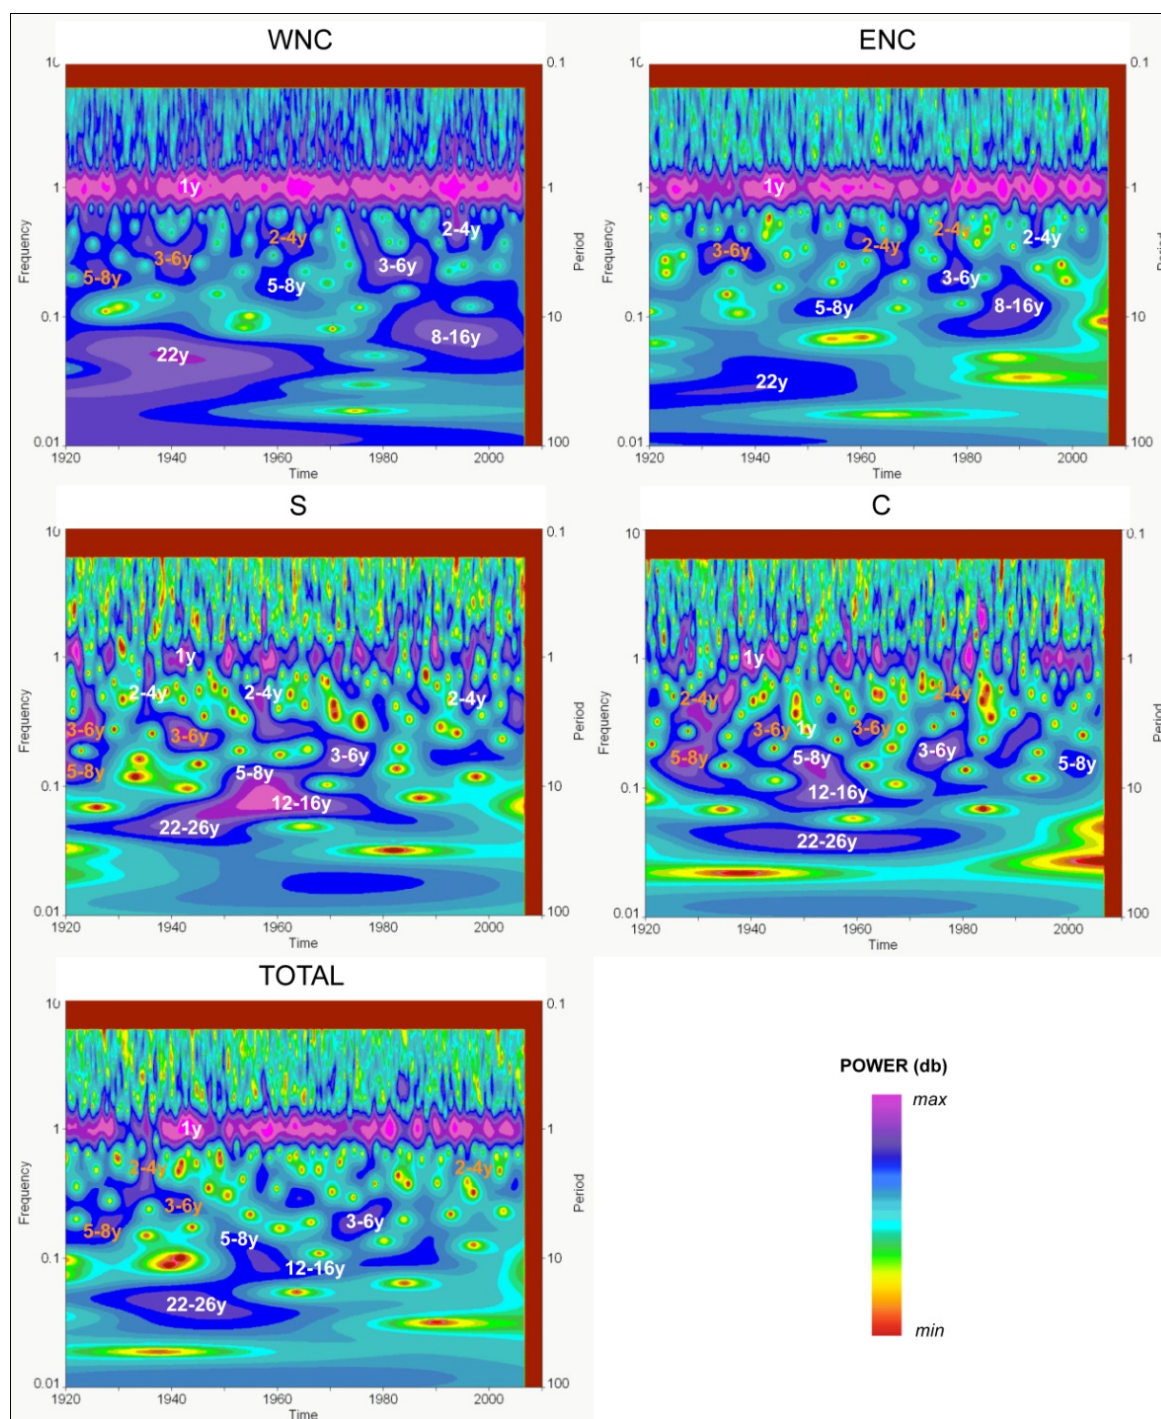 WNC
10
0.1
1y
1
1
2-4y
2-4y
3-6y
3-6y
5-8y
5-8y
0.1
10
8-16y
22y
0.01
100
1920
1940
1960
1980
2000
Time
Frequency
Period
ENC
10
0.1
1y
1
1
2-4y
2-4y
2-4y
3-6y
3-6y
5-8y
8-16y
0.1
10
22y
0.01
100
1920
1940
1960
1980
2000
Time
Frequency
Period
S
10
0.1
1y
1
1
2-4y
2-4y
2-4y
3-6y
3-6y
3-6y
5-8y
5-8y
0.1
10
12-16y
22-26y
0.01
100
1920
1940
1960
1980
2000
Time
Frequency
Period
C
10
0.1
1y
1
1
2-4y
2-4y
3-6y
1y
3-6y
3-6y
5-8y
5-8y
5-8y
0.1
10
12-16y
22-26y
0.01
100
1920
1940
1960
1980
2000
Time
Frequency
Period
TOTAL
10
0.1
1y
1
1
2-4y
2-4y
3-6y
3-6y
5-8y
5-8y
0.1
10
12-16y
22-26y
0.01
100
1920
1940
1960
1980
2000
Time
Frequency
Period
POWER (db)
max
min